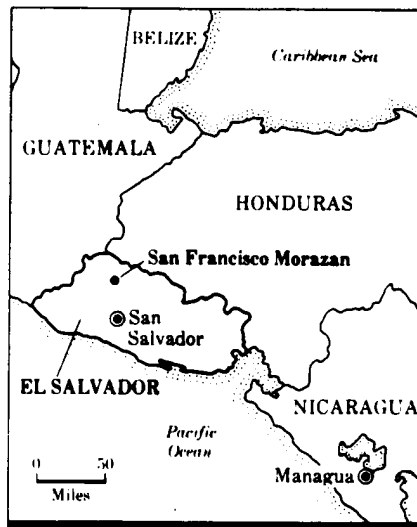 BELIZE
Caribbean Sea
GUATEMALA
HONDURAS
San Francisco Morazan
San
Salvador
EL SALVADOR
NICARAGUA
Pacific
Ocean
Managua
0 50
Miles